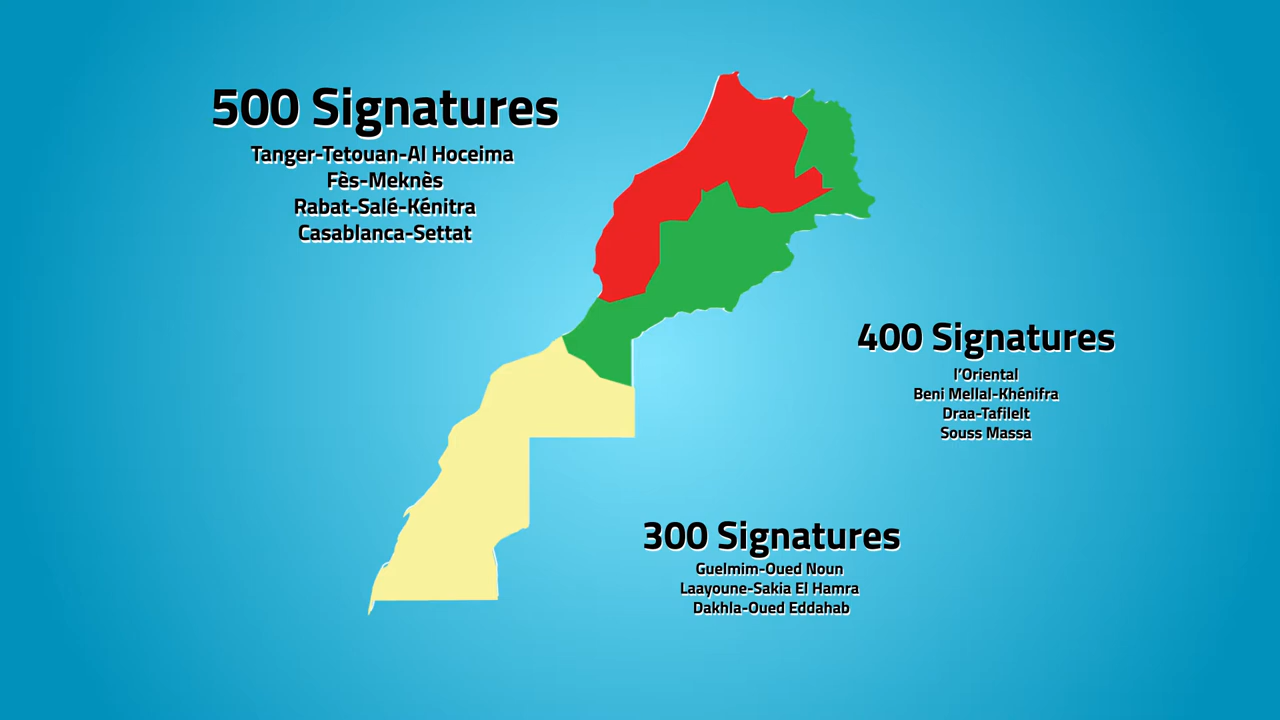 500 Signatures
Tanger-Tetouan-Al Hoceima
Fès-Meknès
Rabat-Salé-Kénitra
Casablanca-Settat
400 Signatures
l'Oriental
Beni Mellal-Khénifra
Draa-Tafilelt
Souss Massa
300 Signatures
Guelmim-Oued Noun
Laayoune-Sakia El Hamra
Dakhla-Oued Eddahab